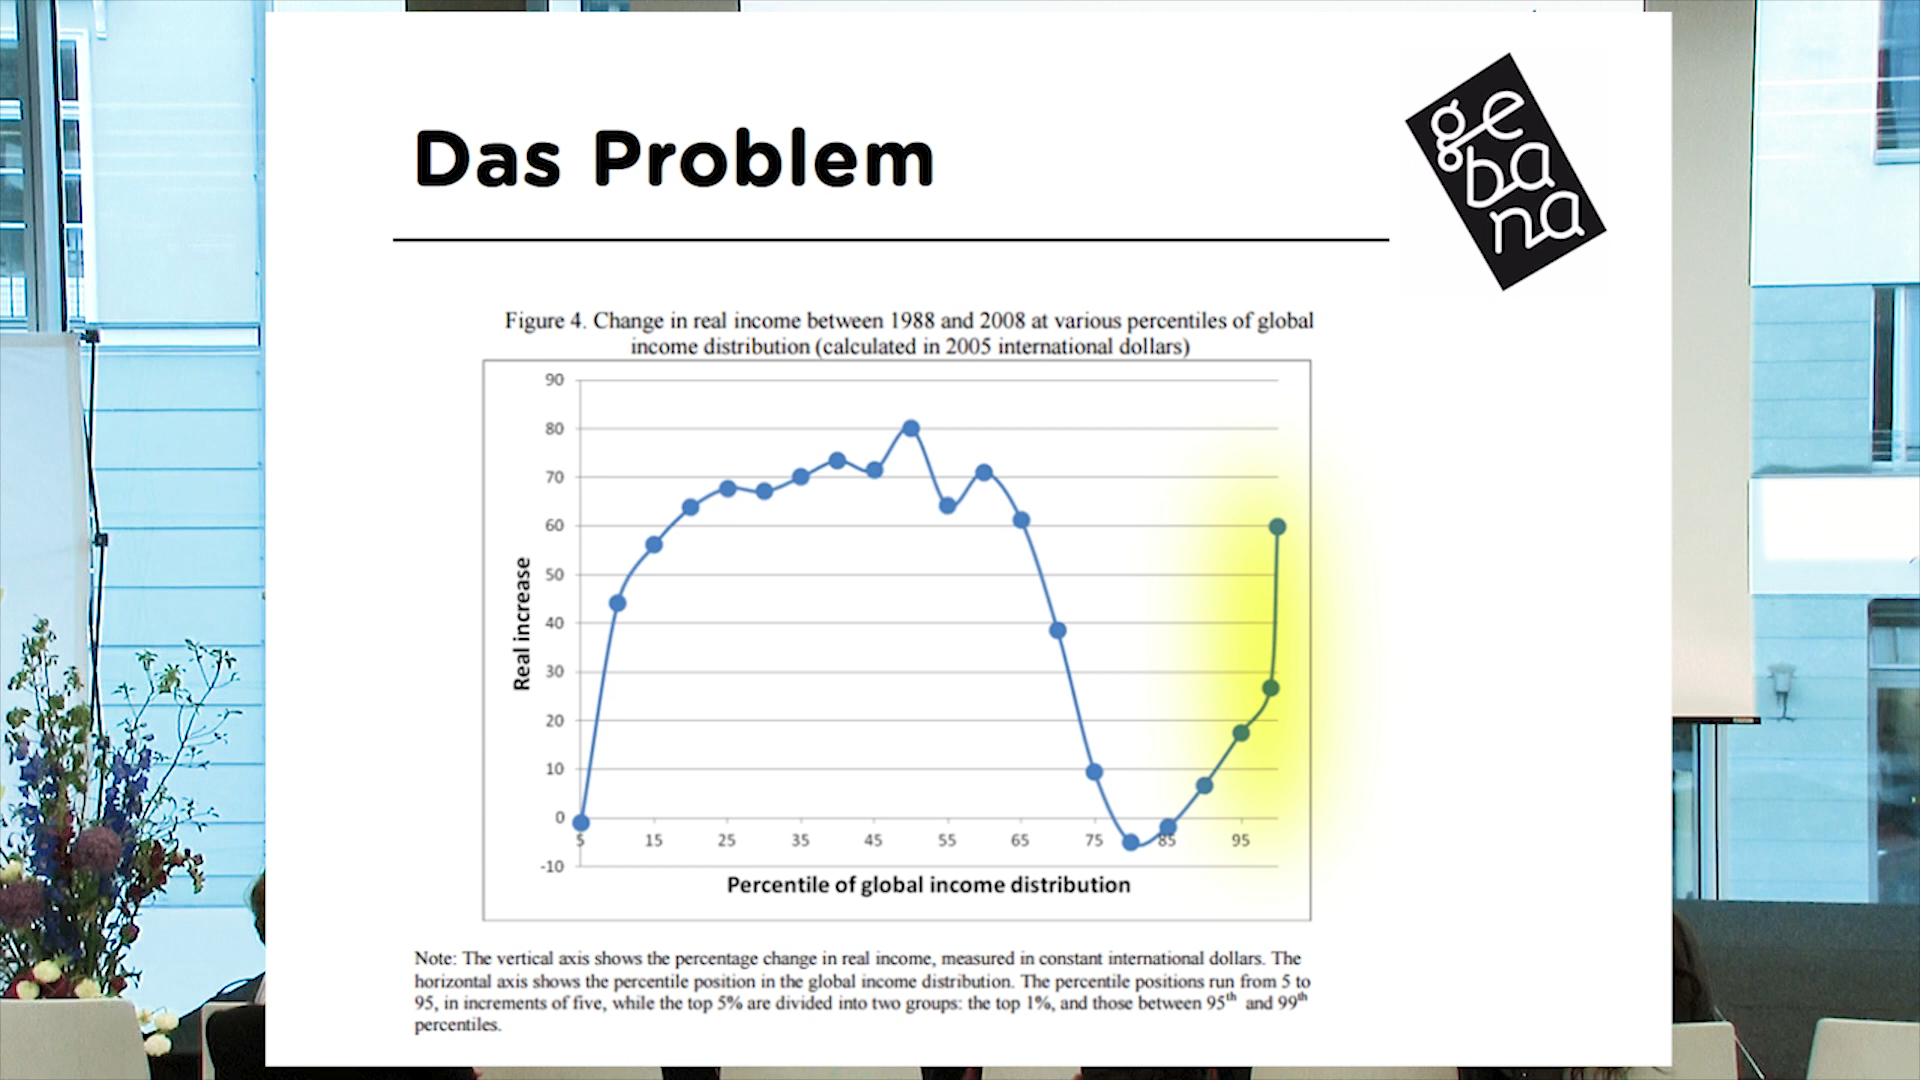 Das Problem
ge
ba
na
Figure 4. Change in real income between 1988 and 2008 at various percentiles of global
income distribution (calculated in 2005 international dollars)
90
80
70
60
50
40
30
20
10
0
-10
Real increase
5 15 25 35 45 55 65 75 85 95
Percentile of global income distribution
Note: The vertical axis shows the percentage change in real income, measured in constant international dollars. The
horizontal axis shows the percentile position in the global income distribution. The percentile positions run from 5 to
95, in increments of five, while the top 5% are divided into two groups: the top 1%, and those between 95th and 99th
percentiles.